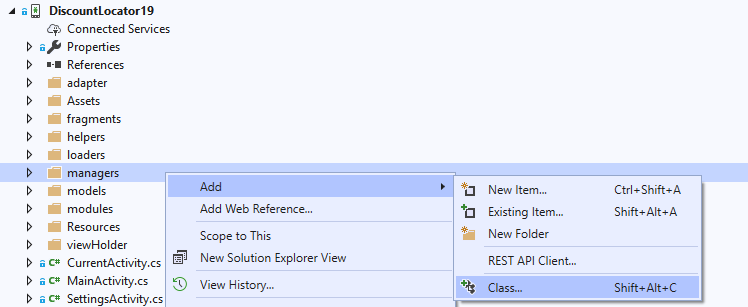 DiscountLocator19
Connected Services
Properties
References
adapter
Assets
fragments
helpers
loaders
managers
models
modules
Resources
viewHolder
C# CurrentActivity.cs
C# MainActivity.cs
C# SettingsActivity.cs
Add
Add Web Reference...
Scope to This
New Solution Explorer View
View History...
New Item... Ctrl+Shift+A
Existing Item... Shift+Alt+A
New Folder
REST API Client...
Class... Shift+Alt+C